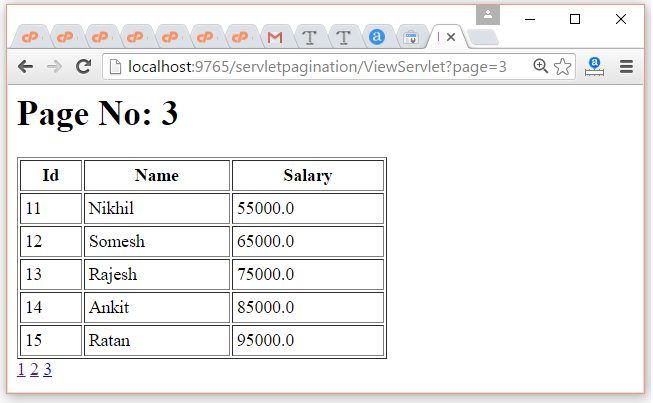 localhost:9765/servletpagination/ViewServlet?page=3
Page No: 3
Id Name Salary
11 Nikhil 55000.0
12 Somesh 65000.0
13 Rajesh 75000.0
14 Ankit 85000.0
15 Ratan 95000.0
1 2 3